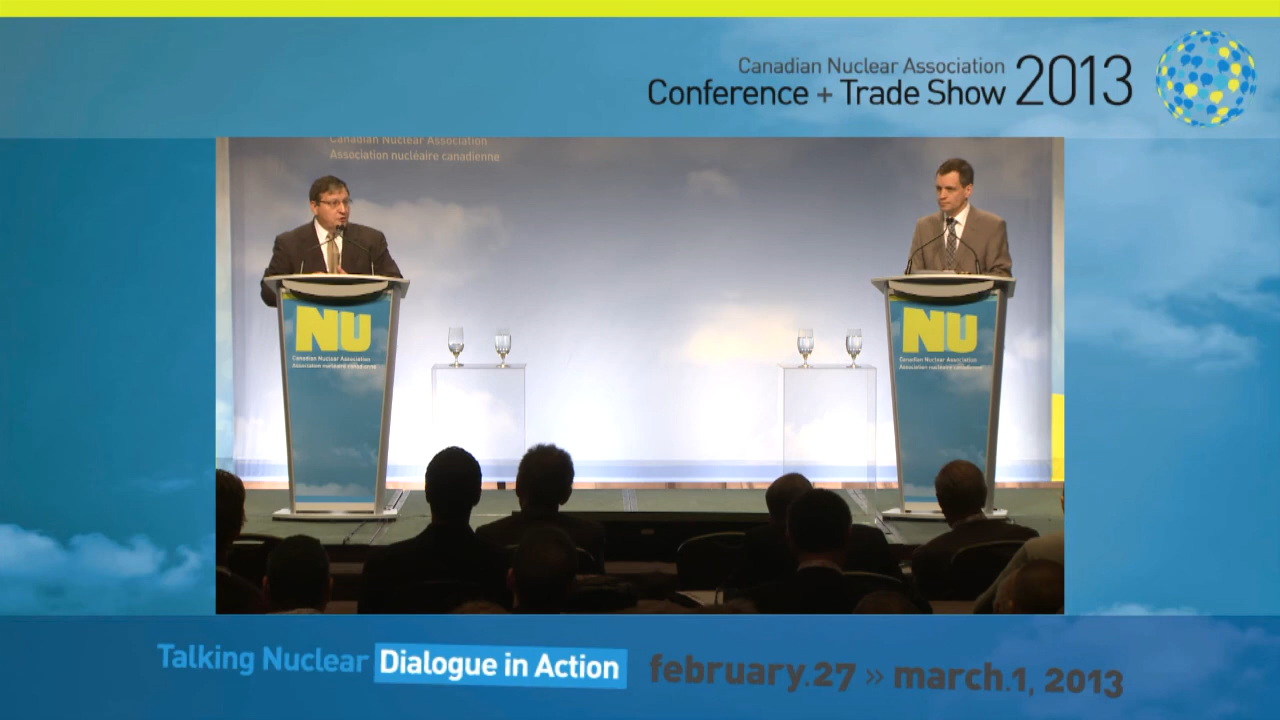 Canadian Nuclear Association
Conference + Trade Show 2013
Canadian Nuclear Association
Association nucléaire canadienne
NU
Canadian Nuclear Association
Association nucléaire canadienne
NU
Canadian Nuclear Association
Association nucléaire canadienne
Talking Nuclear Dialogue in Action
february.27 » march.1, 2013